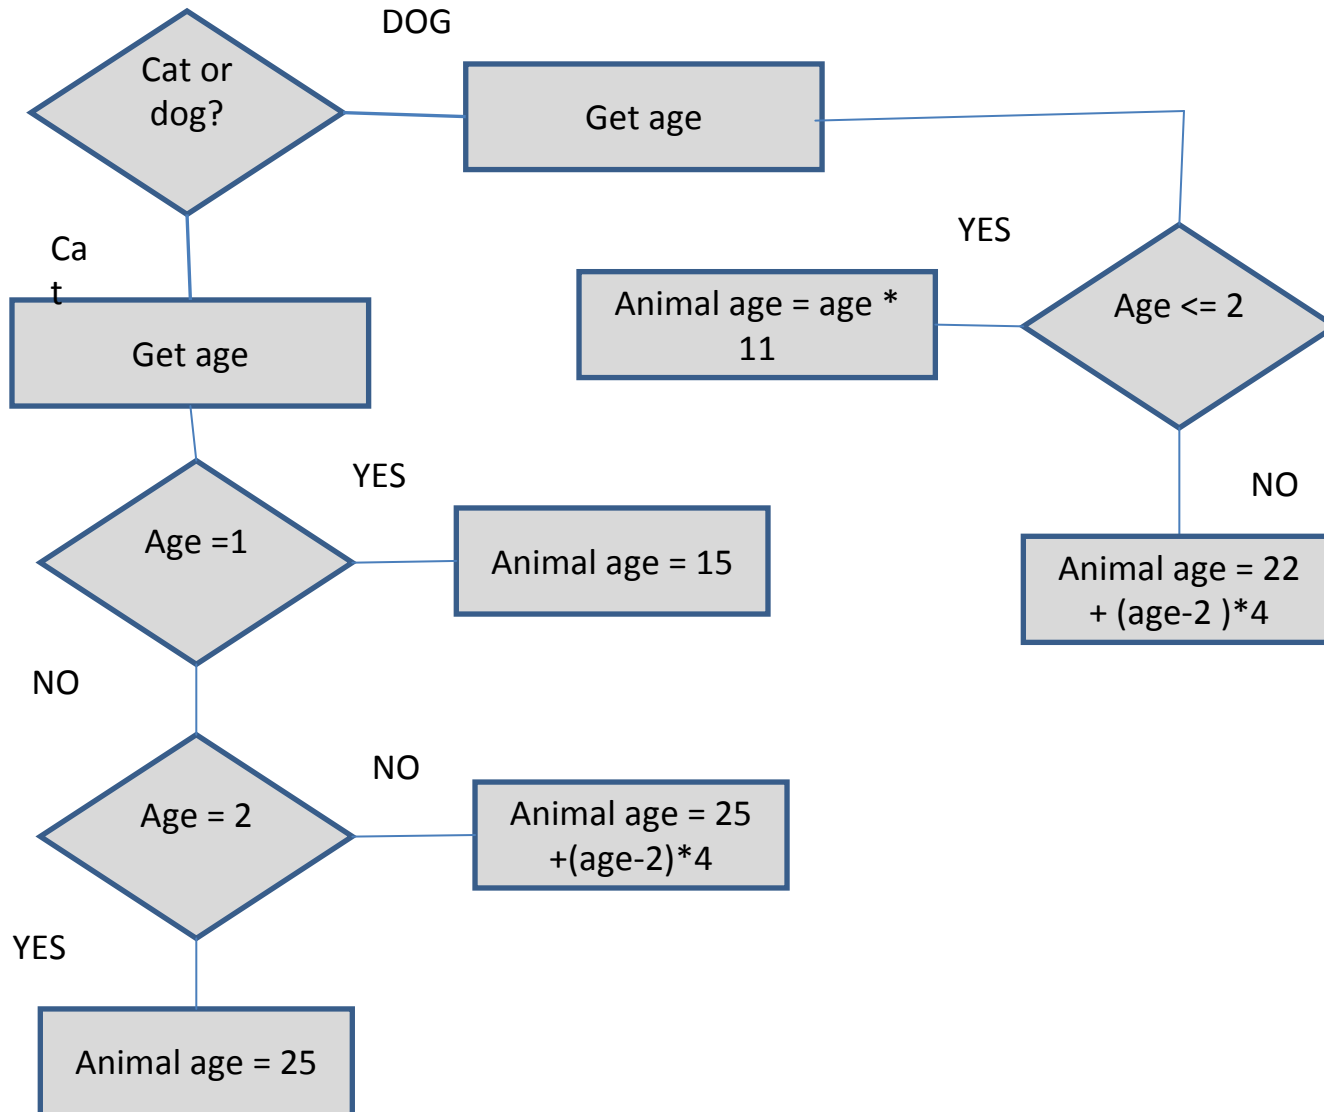 DOG
Cat or
dog?
Get age
YES
Ca
t
Animal age = age *
11
Age <= 2
Get age
YES
NO
Age =1
Animal age = 15
Animal age = 22
+ (age-2 )*4
NO
NO
Age = 2
Animal age = 25
+(age-2)*4
YES
Animal age = 25